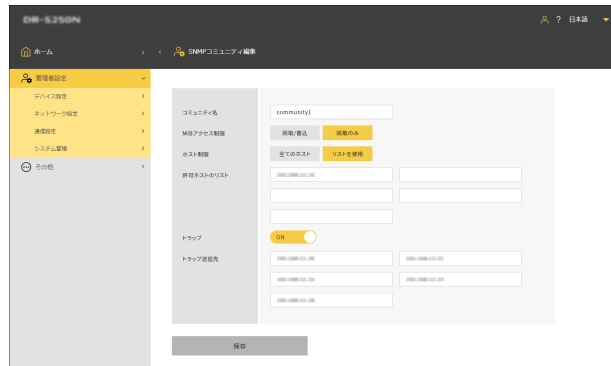 DR-S250N
? 日本語
ホーム
SNMPコミュニティ編集
管理者設定
デバイス設定
ネットワーク設定
通信設定
システム管理
その他
コミュニティ名 community1
MIBアクセス制限 読取/書込 読取のみ
ホスト制限 全てのホスト リストを使用
許可ホストのリスト
トラップ ON
トラップ送信先
保存